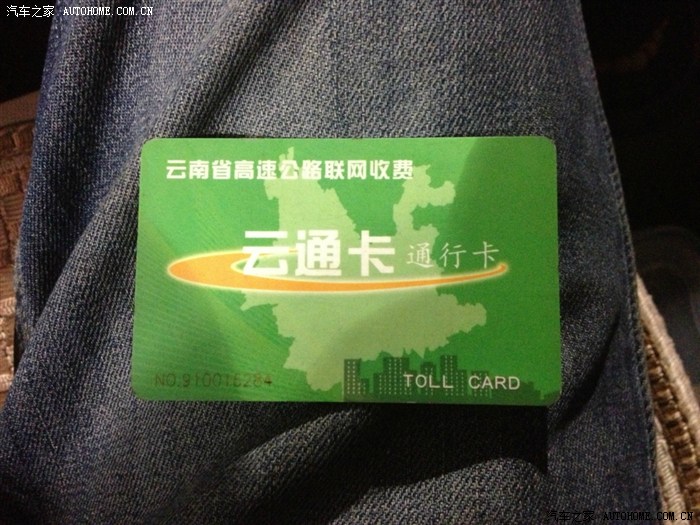 汽车之家 AUTOHOME.COM.CN
云南省高速公路联网收费
云通卡 通行卡
NO.910016284
TOLL CARD
汽车之家 AUTOHOME.COM.CN